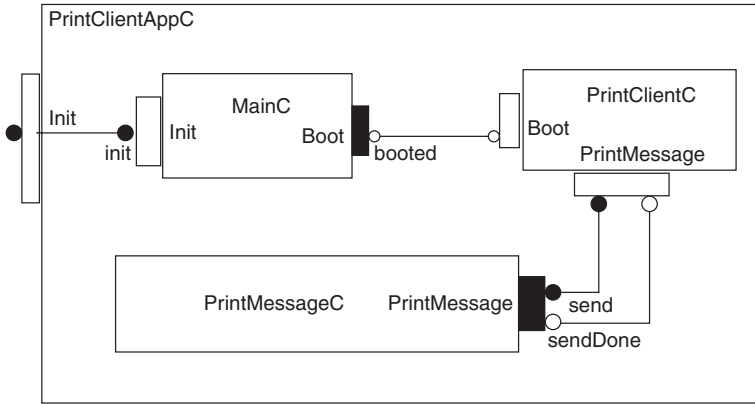 PrintClientAppC
Init
init
MainC
Init
Boot
booted
PrintClientC
Boot
PrintMessage
PrintMessageC
PrintMessage
send
sendDone